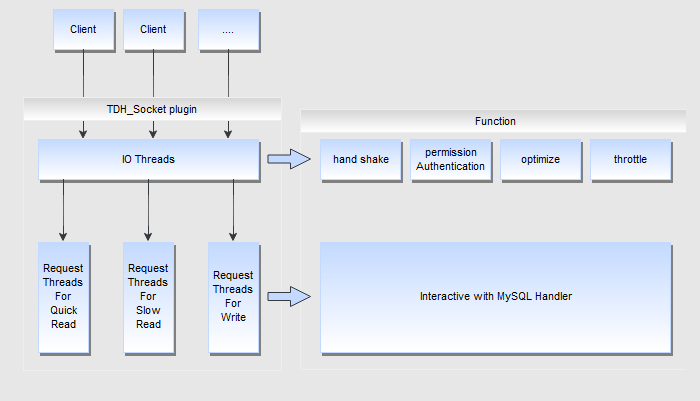 Client
Client
....
TDH_Socket plugin
Function
IO Threads
hand shake
permission
Authentication
optimize
throttle
Request
Threads
For
Quick
Read
Request
Threads
For
Slow
Read
Request
Threads
For
Write
Interactive with MySQL Handler